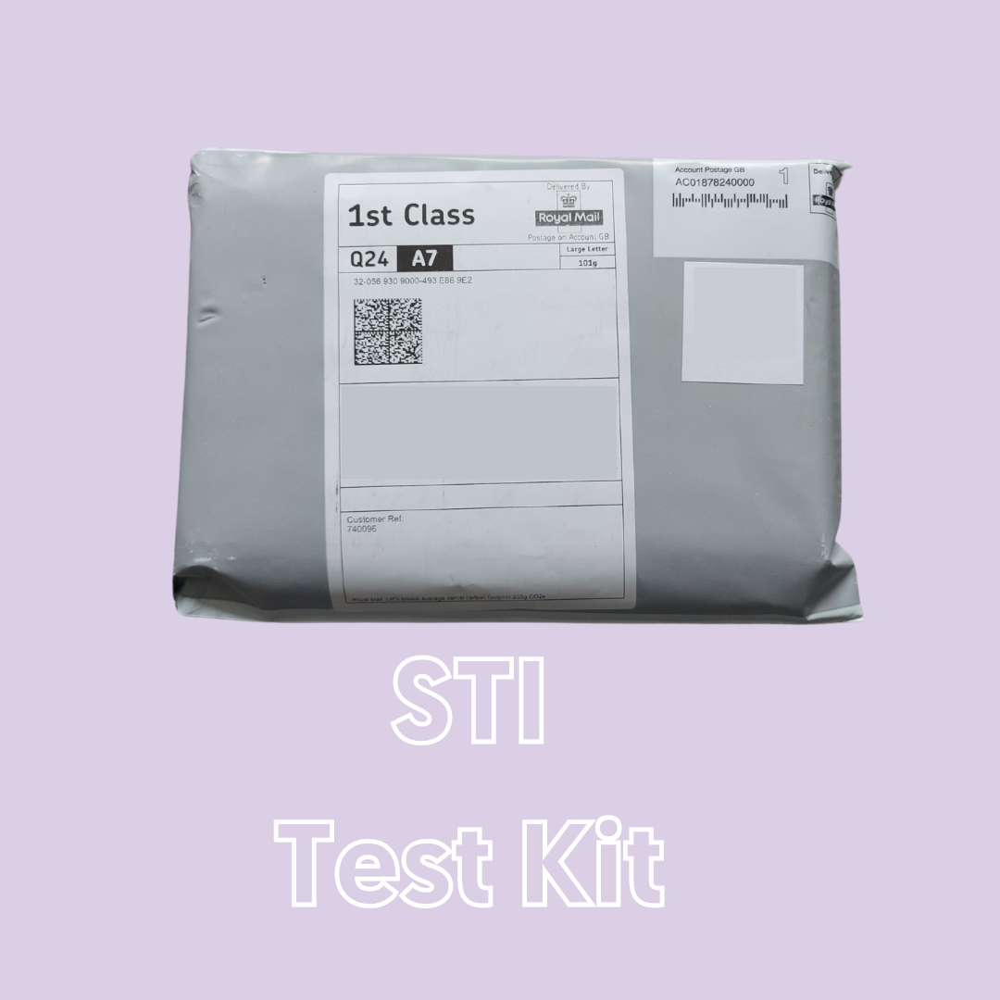 1st Class
Delivered By
Royal Mail
Postage on Account GB
Q24 A7
Large Letter
101g
32-056 930 9000-493 E86 9E2
Customer Ref:
740096
Account Postage GB
AC01878240000
1
STI
Test Kit